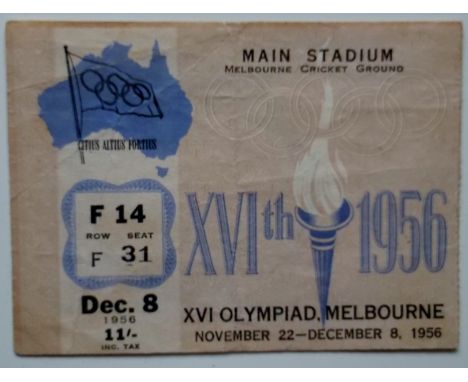 MAIN STADIUM
MELBOURNE CRICKET GROUND
CITIUS ALTIUS FORTIUS
F 14
ROW SEAT
F 31
XVIth 1956
Dec. 8
1956
11/-
INC. TAX
XVI OLYMPIAD, MELBOURNE
NOVEMBER 22—DECEMBER 8, 1956